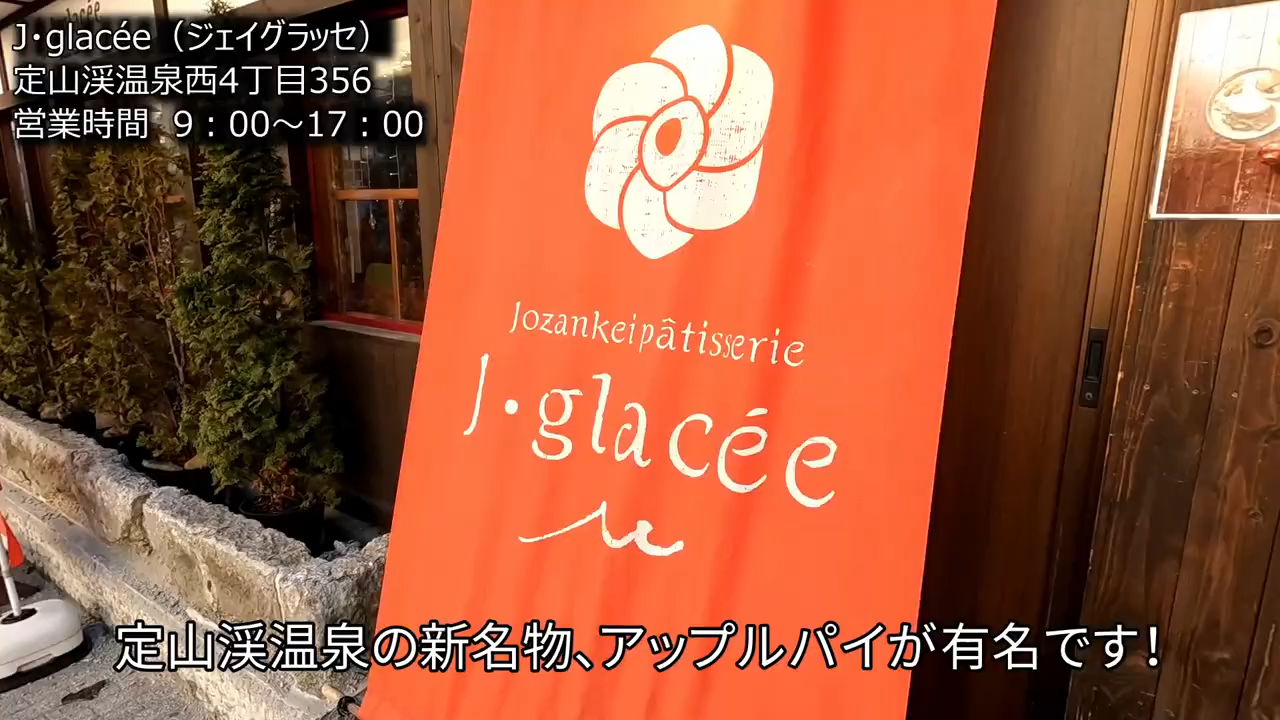 J･glacée（ジェイグラッセ）
定山渓温泉西4丁目356
営業時間 9：00～17：00
Jozankeipâtisserie
J･glacée
定山渓温泉の新名物、アップルパイが有名です！